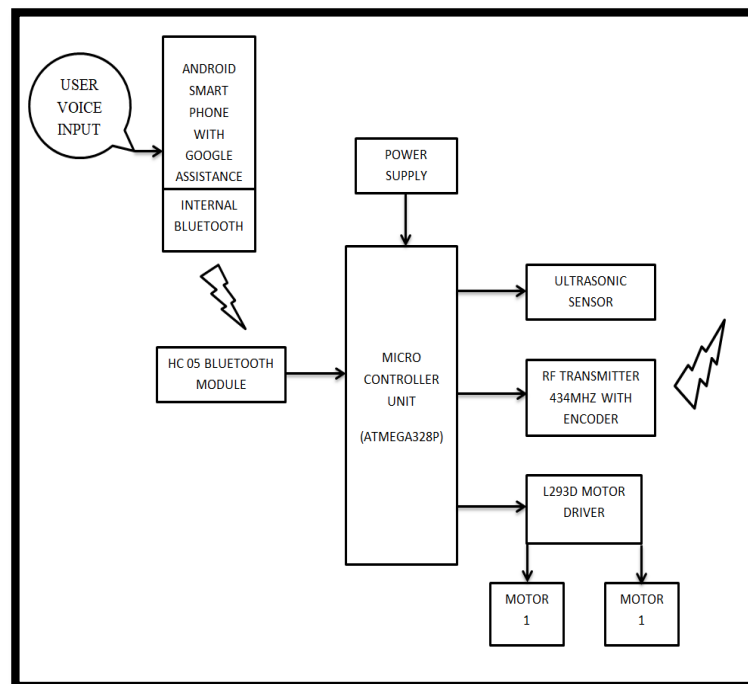 USER
VOICE
INPUT
ANDROID
SMART
PHONE
WITH
GOOGLE
ASSISTANCE
INTERNAL
BLUETOOTH
POWER
SUPPLY
HC 05 BLUETOOTH
MODULE
MICRO
CONTROLLER
UNIT
(ATMEGA328P)
ULTRASONIC
SENSOR
RF TRANSMITTER
434MHZ WITH
ENCODER
L293D MOTOR
DRIVER
MOTOR
1
MOTOR
1